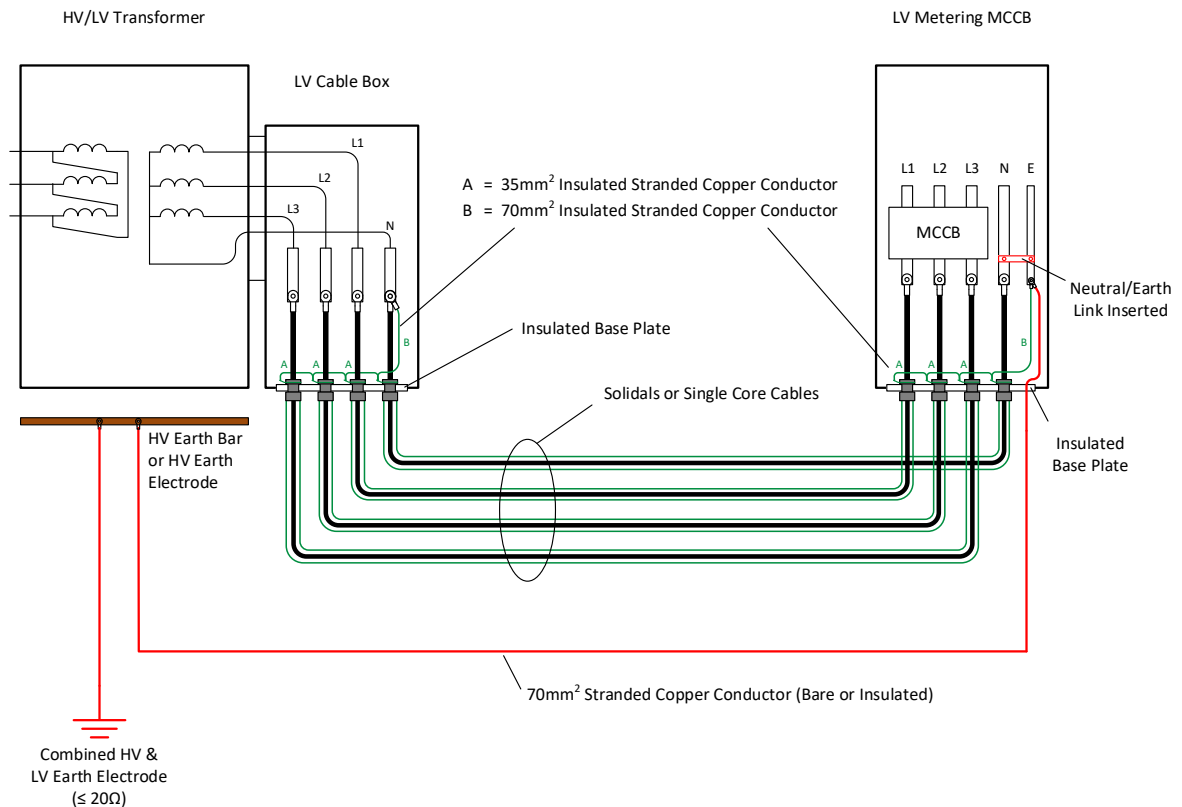 HV/LV Transformer
LV Metering MCCB
LV Cable Box
L1
L2
L3
N
A = 35mm² Insulated Stranded Copper Conductor
B = 70mm² Insulated Stranded Copper Conductor
L1 L2 L3 N E
MCCB
Neutral/Earth
Link Inserted
Insulated Base Plate
B
A A A
B
A A A
Solidals or Single Core Cables
HV Earth Bar
or HV Earth
Electrode
Insulated
Base Plate
70mm² Stranded Copper Conductor (Bare or Insulated)
Combined HV &
LV Earth Electrode
(≤ 20Ω)